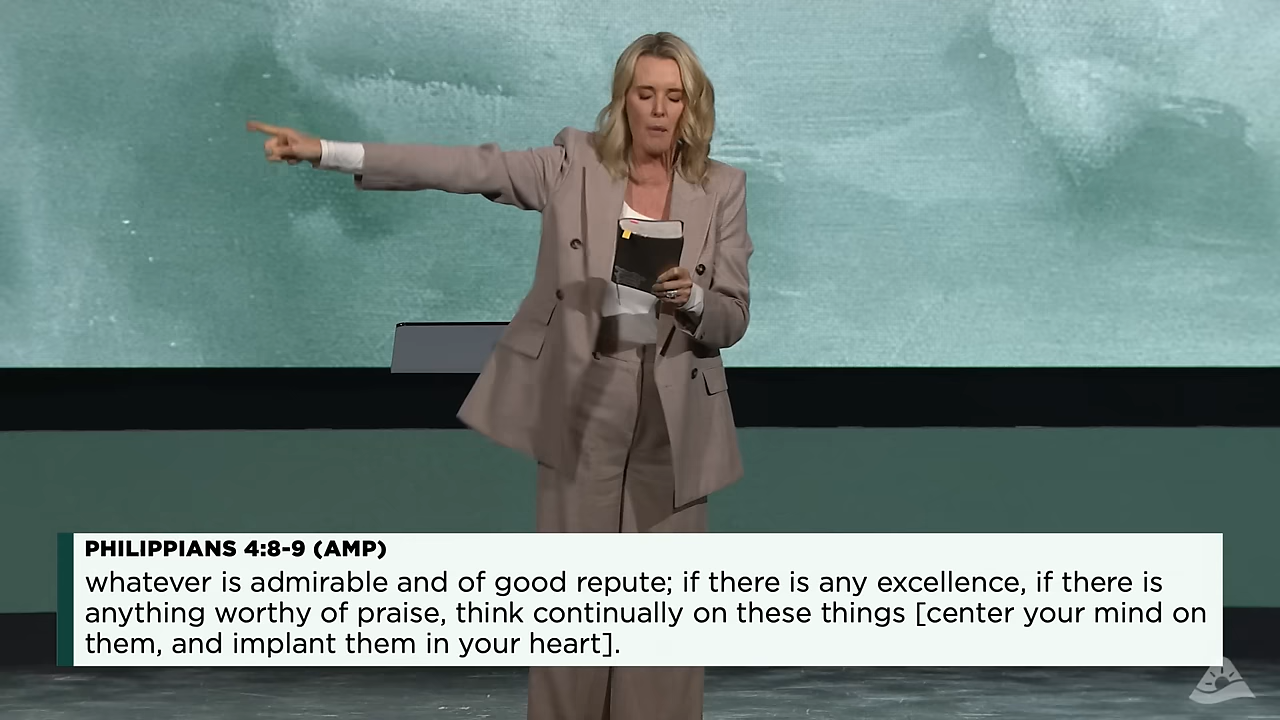 PHILIPPIANS 4:8-9 (AMP)
whatever is admirable and of good repute; if there is any excellence, if there is
anything worthy of praise, think continually on these things [center your mind on
them, and implant them in your heart].